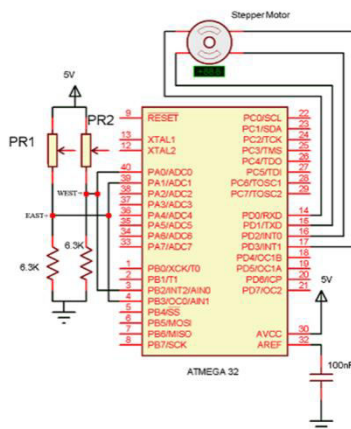 Stepper Motor
5V
PR1
PR2
WEST
EAST
6.3K
6.3K
9 RESET
13 XTAL1
12 XTAL2
40 PA0/ADC0
39 PA1/ADC1
38 PA2/ADC2
37 PA3/ADC3
36 PA4/ADC4
35 PA5/ADC5
34 PA6/ADC6
33 PA7/ADC7
1 PB0/XCK/T0
2 PB1/T1
3 PB2/INT2/AIN0
4 PB3/OC0/AIN1
5 PB4/SS
6 PB5/MOSI
7 PB6/MISO
8 PB7/SCK
PC0/SCL 22
PC1/SDA 23
PC2/TCK 24
PC3/TMS 25
PC4/TDO 26
PC5/TDI 27
PC6/TOSC1 28
PC7/TOSC2 29
PD0/RXD 14
PD1/TXD 15
PD2/INT0 16
PD3/INT1 17
PD4/OC1B 18
PD5/OC1A 19
PD6/ICP 20
PD7/OC2 21
5V
AVCC 30
AREF 32
100nF
ATMEGA 32